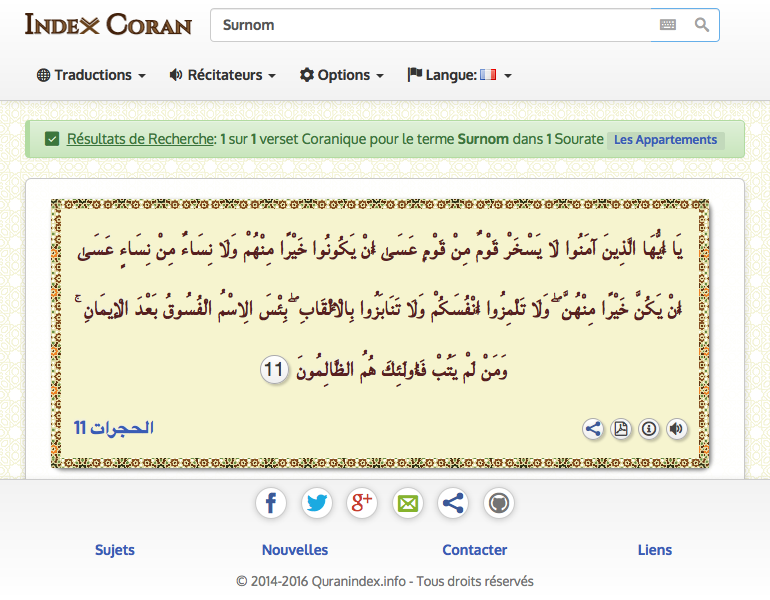 Index Coran
Surnom
Traductions
Récitateurs
Options
Langue:
Résultats de Recherche: 1 sur 1 verset Coranique pour le terme Surnom dans 1 Sourate Les Appartements
يَا أَيُّهَا الَّذِينَ آمَنُوا لَا يَسْخَرْ قَوْمٌ مِنْ قَوْمٍ عَسَىٰ أَنْ يَكُونُوا خَيْرًا مِنْهُمْ وَلَا نِسَاءٌ مِنْ نِسَاءٍ عَسَىٰ
أَنْ يَكُنَّ خَيْرًا مِنْهُنَّ ۖ وَلَا تَلْمِزُوا أَنْفُسَكُمْ وَلَا تَنَابَزُوا بِالْأَلْقَابِ ۖ بِئْسَ الِاسْمُ الْفُسُوقُ بَعْدَ الْإِيمَانِ ۚ
وَمَنْ لَمْ يَتُبْ فَأُولَٰئِكَ هُمُ الظَّالِمُونَ 11
الحجرات 11
Sujets
Nouvelles
Contacter
Liens
© 2014-2016 Quranindex.info - Tous droits réservés